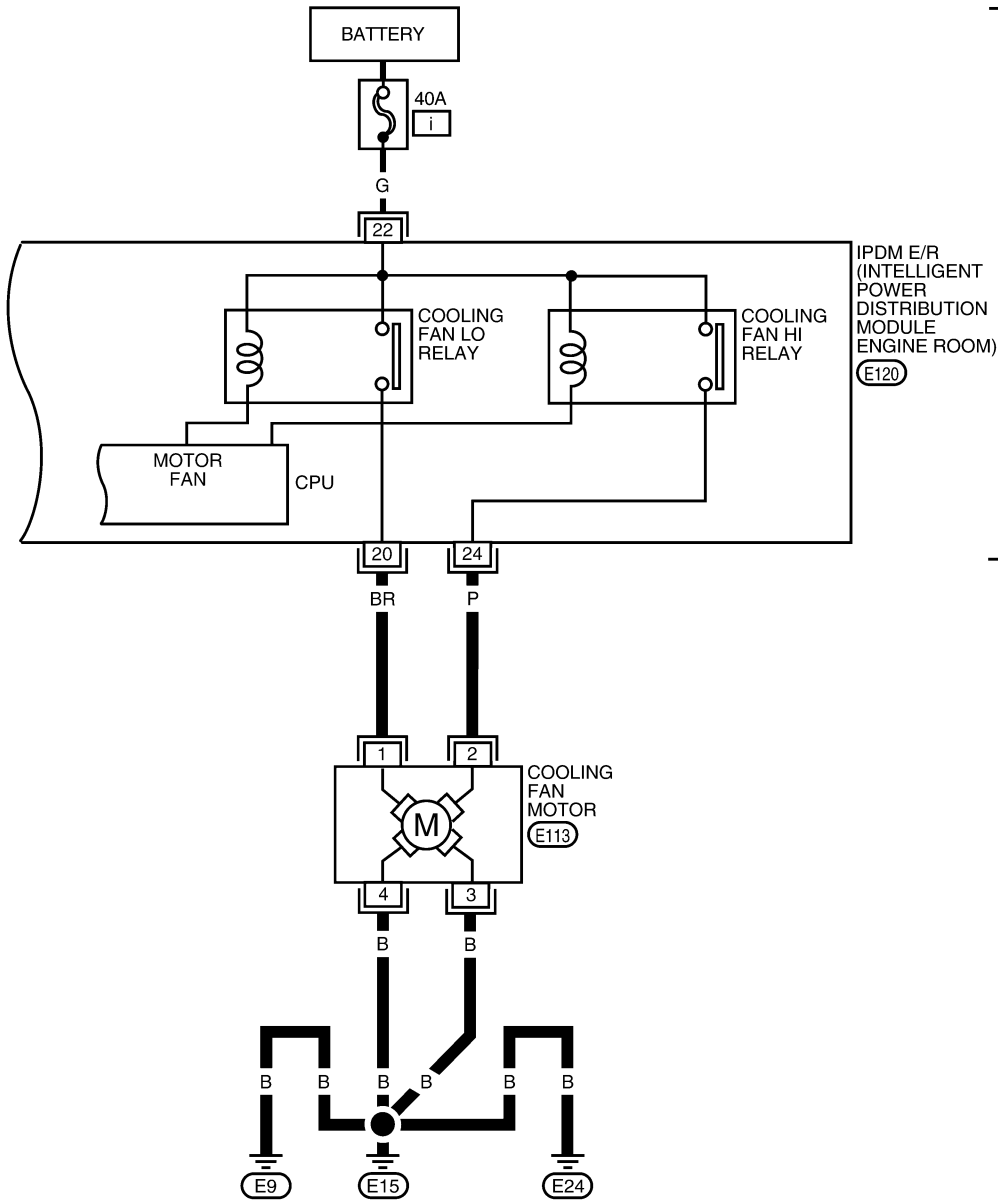 BATTERY
40A
i
G
22
IPDM E/R
(INTELLIGENT
POWER
DISTRIBUTION
MODULE
ENGINE ROOM)
E120
COOLING
FAN LO
RELAY
COOLING
FAN HI
RELAY
MOTOR
FAN
CPU
20
24
BR
P
1
2
COOLING
FAN
MOTOR
E113
M
4
3
B
B
B
B
B
B
B
B
E9
E15
E24